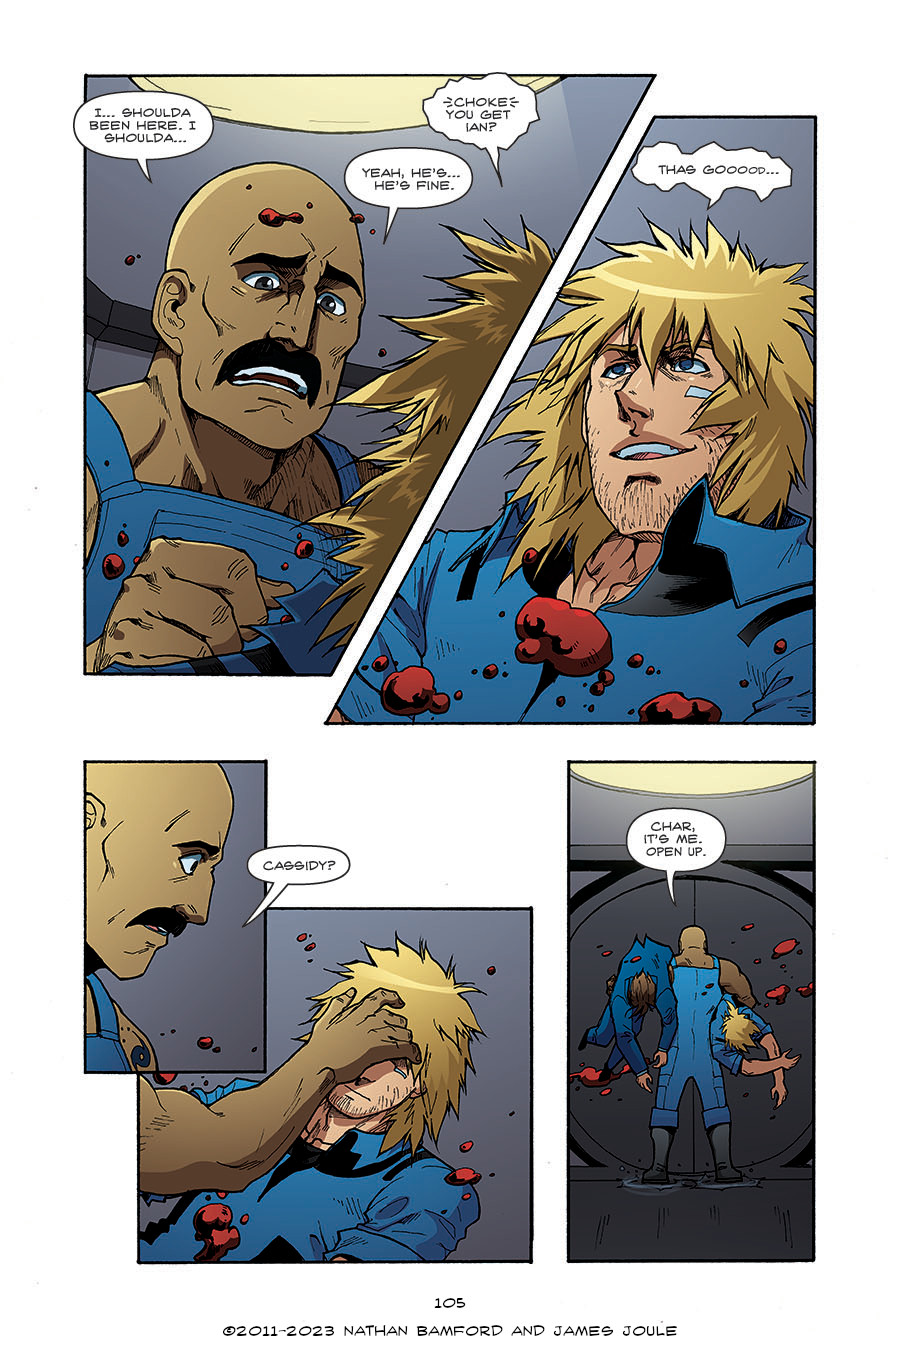 I... SHOULDA
BEEN HERE. I
SHOULDA...
YEAH, HE'S...
HE'S FINE.
CHOKE
YOU GET
IAN?
THAS GOOOOD...
CASSIDY?
CHAR,
IT'S ME.
OPEN UP.
105
©2011-2023 NATHAN BAMFORD AND JAMES JOULE